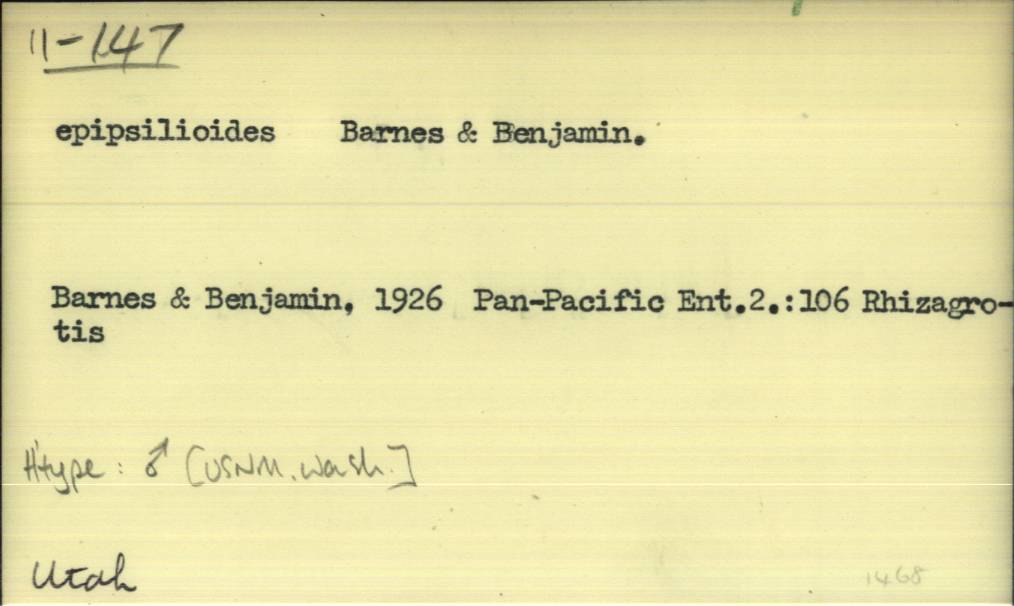 11-147
epipsilioides Barnes & Benjamin.
Barnes & Benjamin, 1926 Pan-Pacific Ent.2.:106 Rhizagro-
tis
H'type: ♂ [USNM. Wash.]
Utah
1468